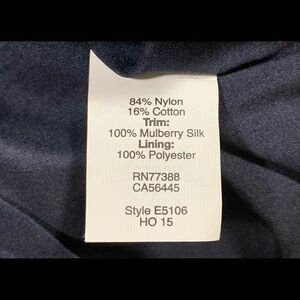 84% Nylon
16% Cotton
Trim:
100% Mulberry Silk
Lining:
100% Polyester
RN77388
CA56445
Style E5106
HO 15